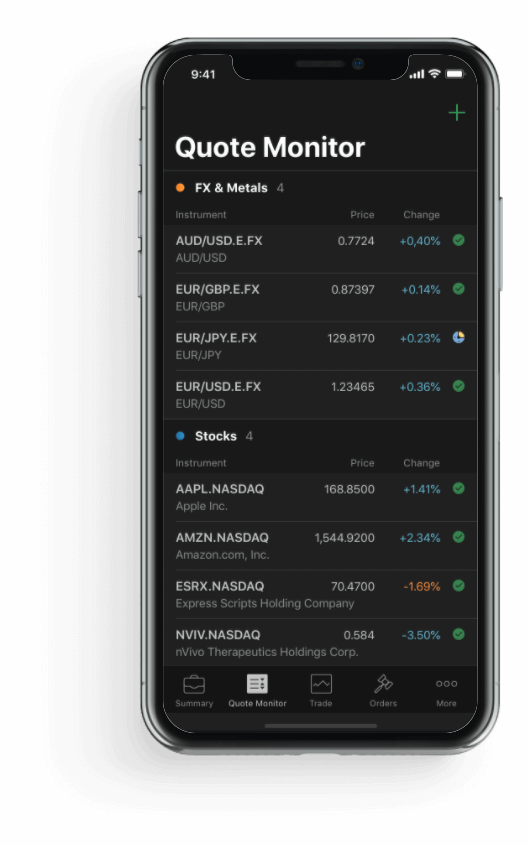 9:41
Quote Monitor
FX & Metals 4
Instrument Price Change
AUD/USD.E.FX 0.7724 +0,40%
AUD/USD
EUR/GBP.E.FX 0.87397 +0.14%
EUR/GBP
EUR/JPY.E.FX 129.8170 +0.23%
EUR/JPY
EUR/USD.E.FX 1.23465 +0.36%
EUR/USD
Stocks 4
Instrument Price Change
AAPL.NASDAQ 168.8500 +1.41%
Apple Inc.
AMZN.NASDAQ 1,544.9200 +2.34%
Amazon.com, Inc.
ESRX.NASDAQ 70.4700 -1.69%
Express Scripts Holding Company
NVIV.NASDAQ 0.584 -3.50%
nVivo Therapeutics Holdings Corp.
Summary Quote Monitor Trade Orders More